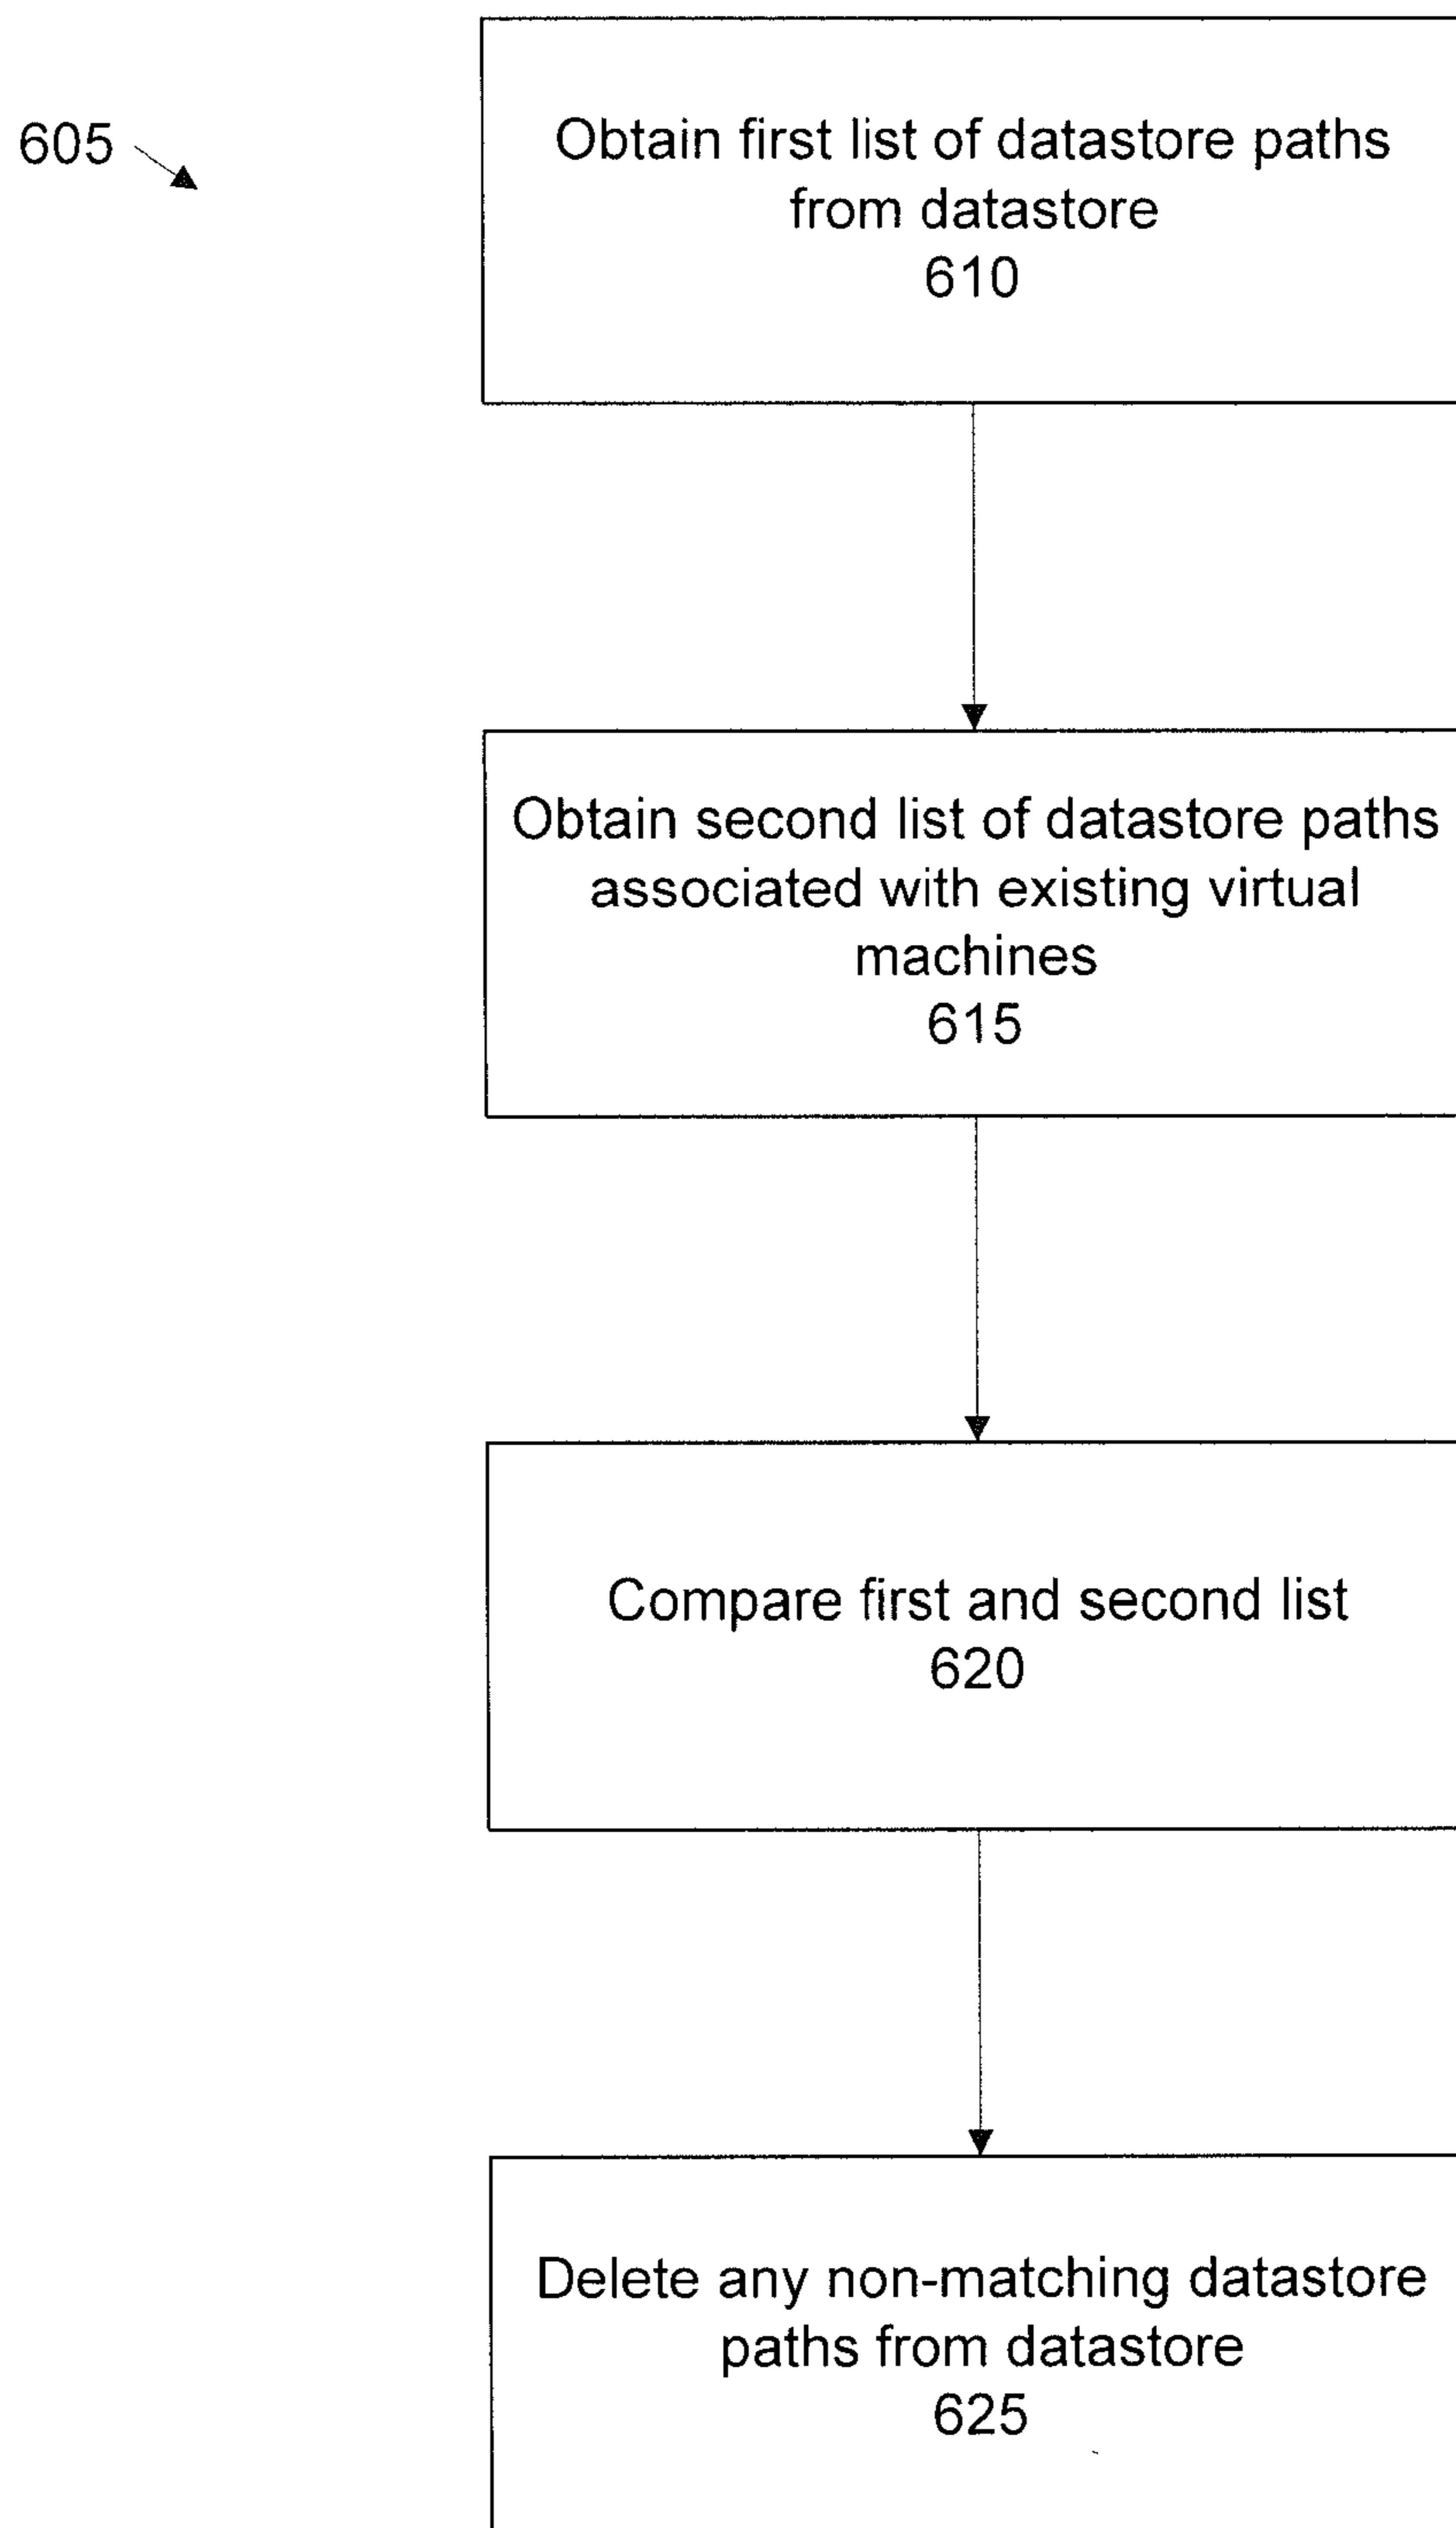 605
Obtain first list of datastore paths
from datastore
610
Obtain second list of datastore paths
associated with existing virtual
machines
615
Compare first and second list
620
Delete any non-matching datastore
paths from datastore
625